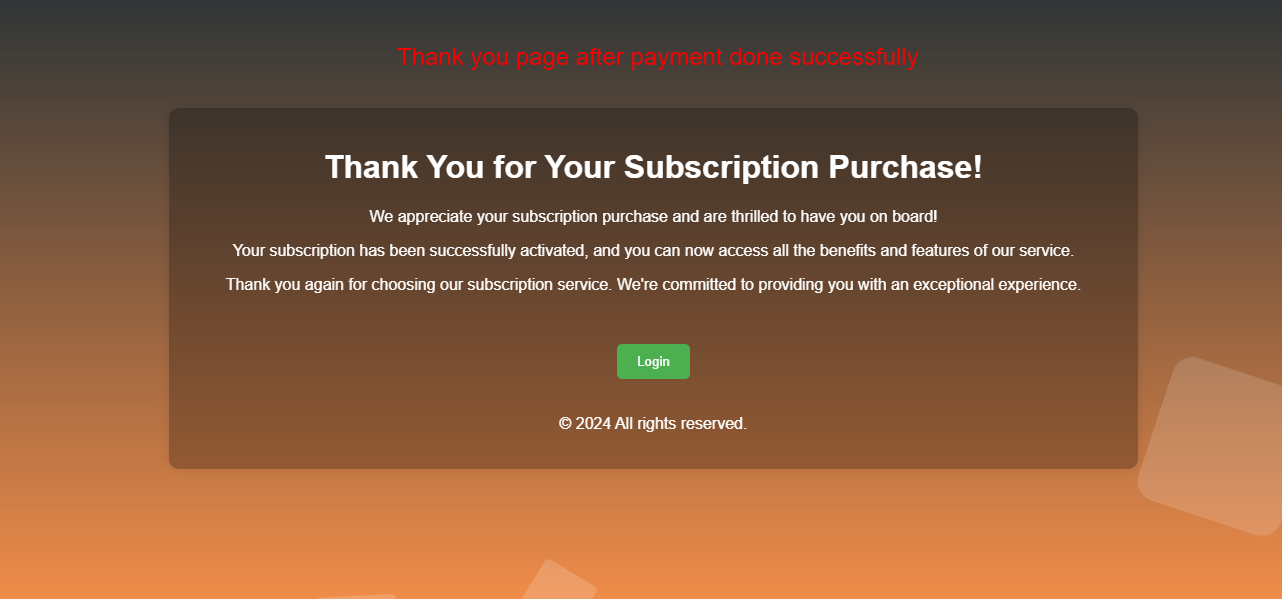 Thank you page after payment done successfully
Thank You for Your Subscription Purchase!
We appreciate your subscription purchase and are thrilled to have you on board!
Your subscription has been successfully activated, and you can now access all the benefits and features of our service.
Thank you again for choosing our subscription service. We're committed to providing you with an exceptional experience.
Login
© 2024 All rights reserved.